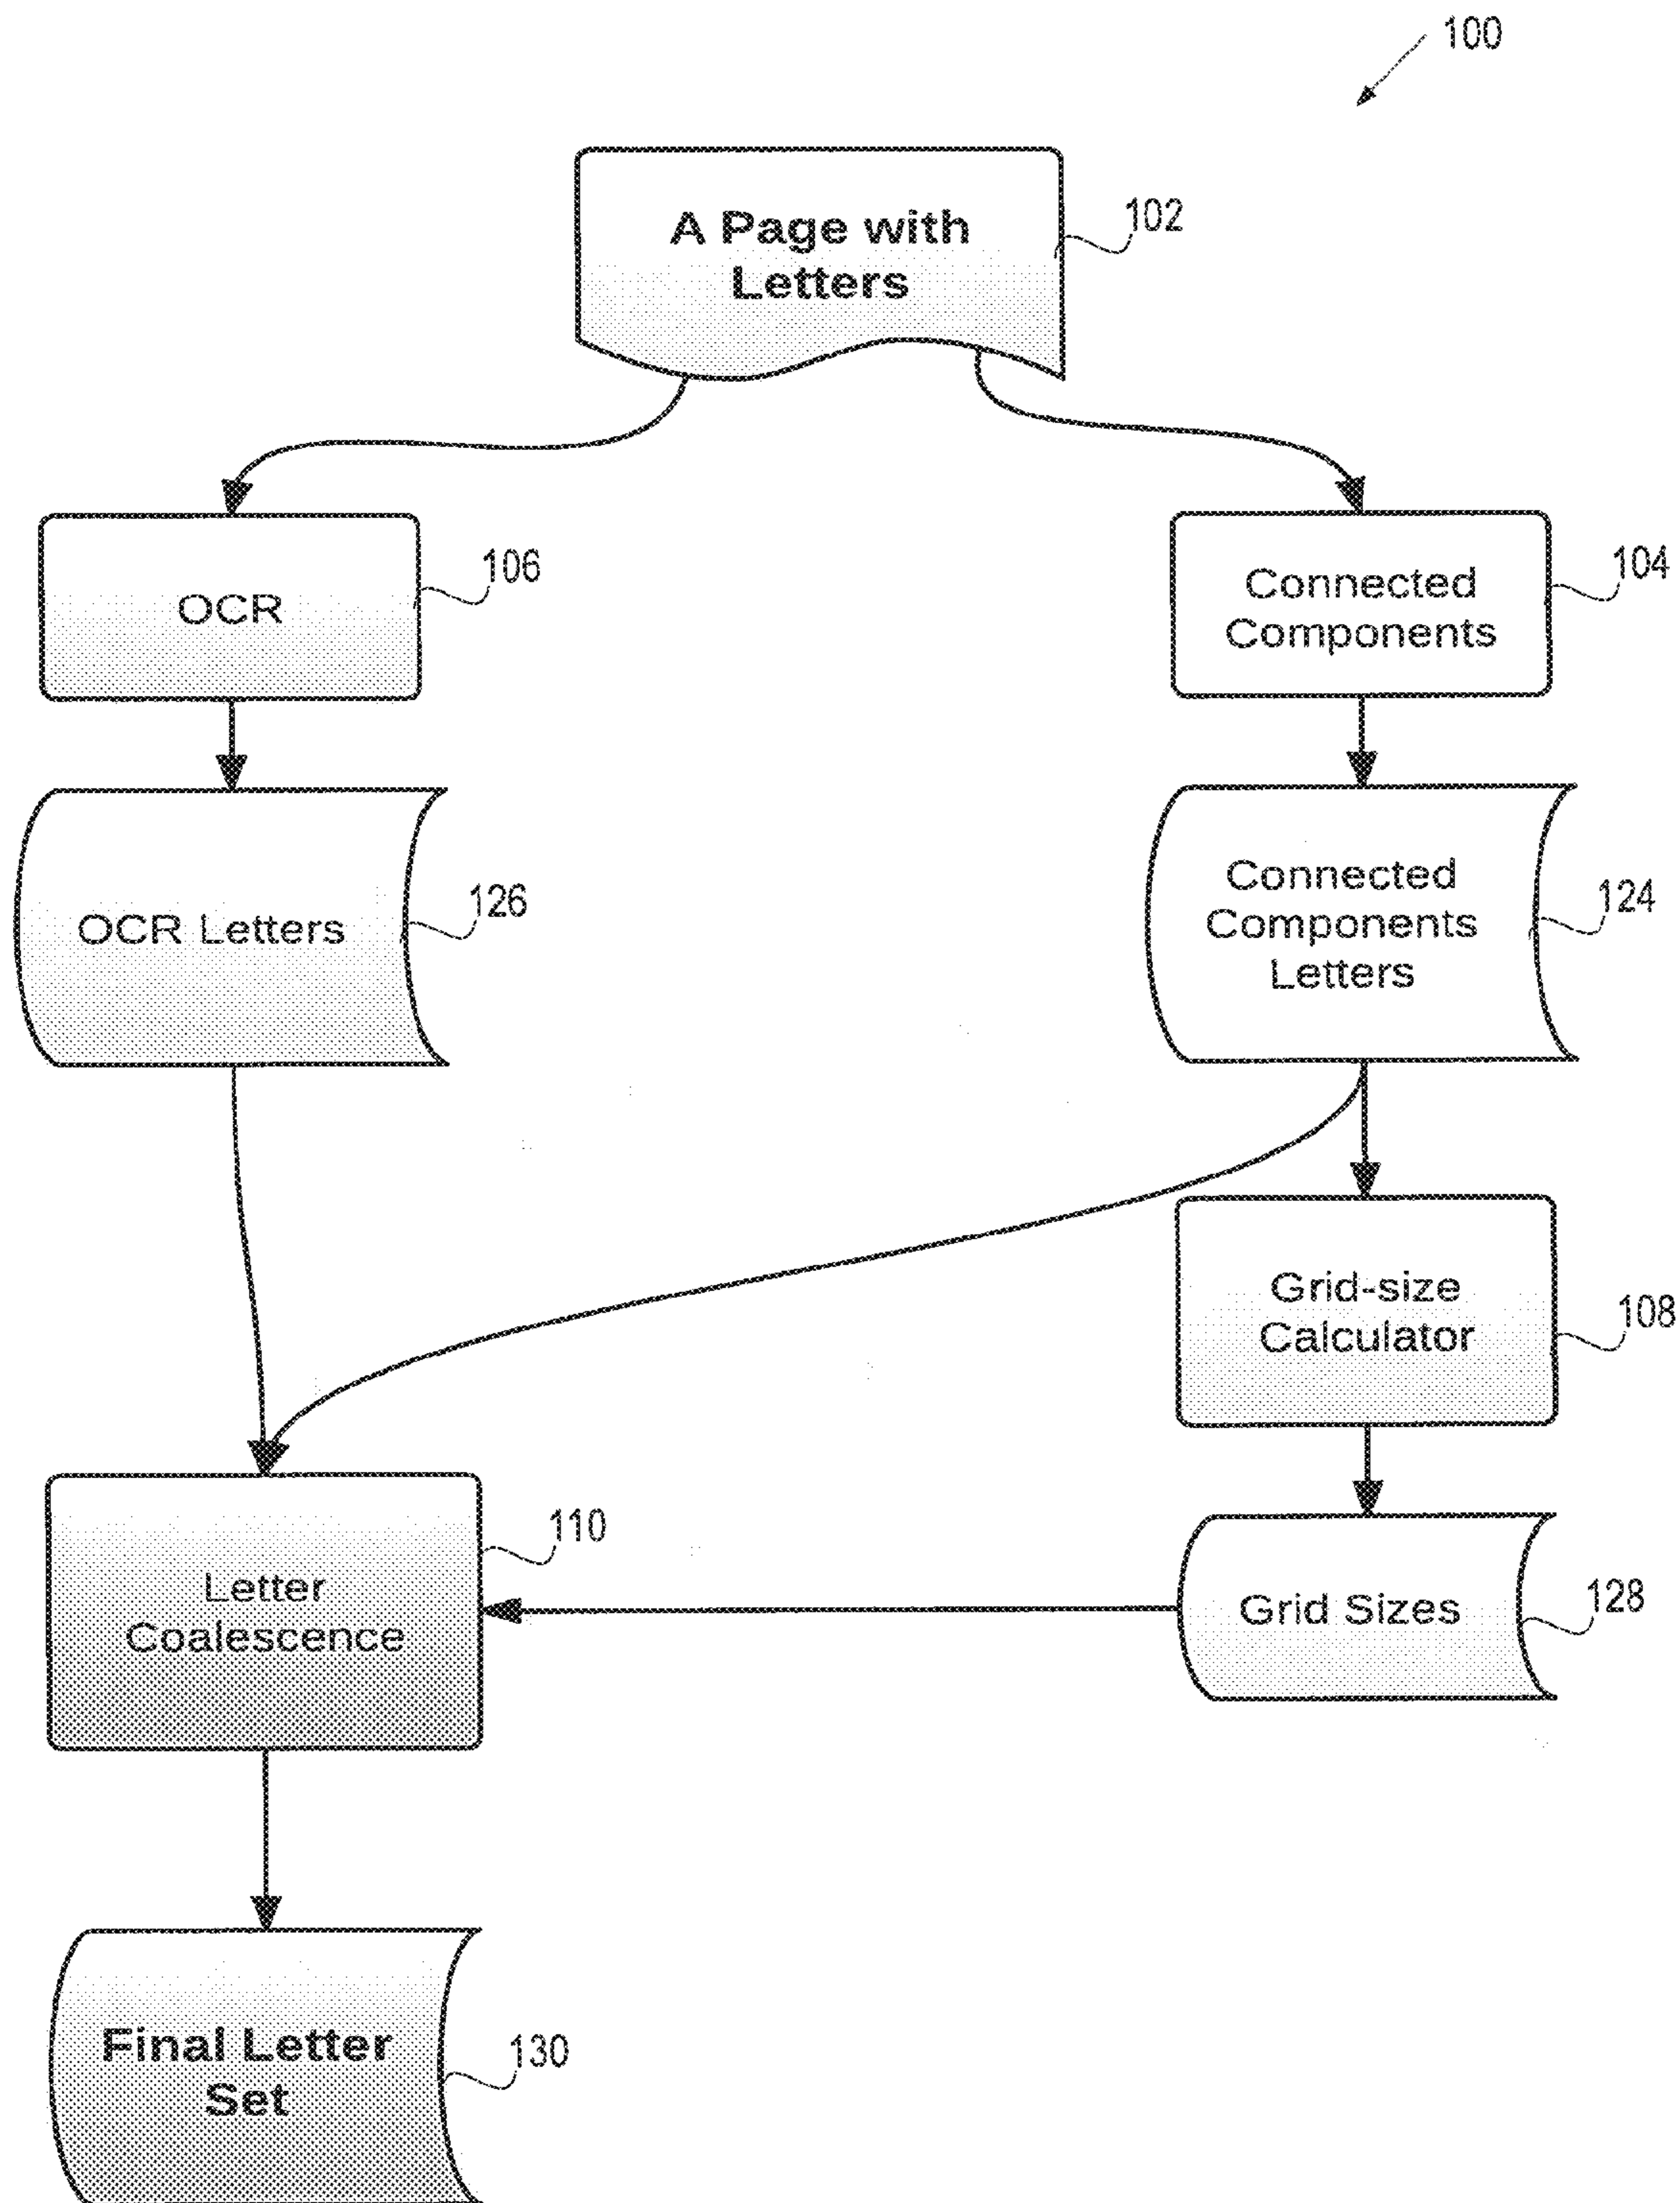 100
A Page with
Letters
102
OCR
106
Connected
Components
104
OCR Letters
126
Connected
Components
Letters
124
Grid-size
Calculator
108
Letter
Coalescence
110
Grid Sizes
128
Final Letter
Set
130